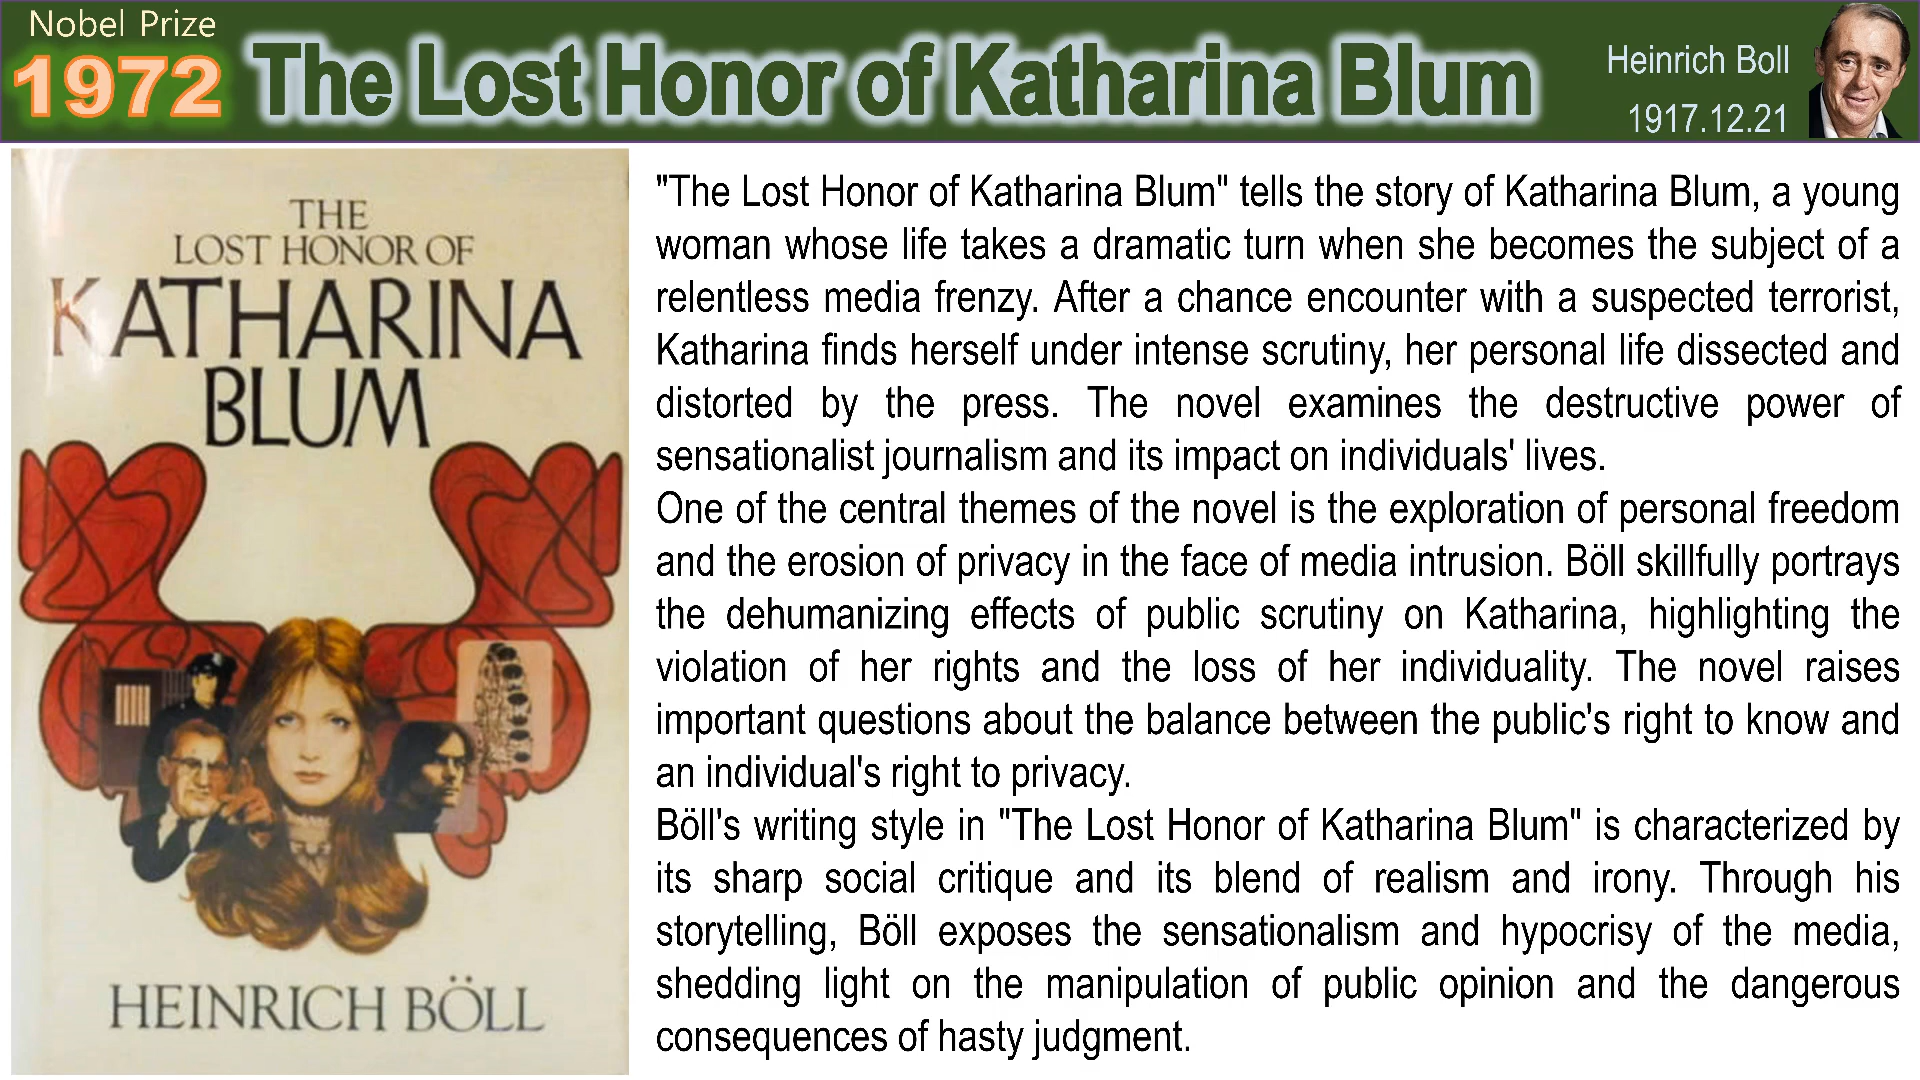 Nobel Prize
1972
The Lost Honor of Katharina Blum
Heinrich Boll
1917.12.21
THE
LOST HONOR OF
KATHARINA
BLUM
HEINRICH BÖLL
"The Lost Honor of Katharina Blum" tells the story of Katharina Blum, a young
woman whose life takes a dramatic turn when she becomes the subject of a
relentless media frenzy. After a chance encounter with a suspected terrorist,
Katharina finds herself under intense scrutiny, her personal life dissected and
distorted by the press. The novel examines the destructive power of
sensationalist journalism and its impact on individuals' lives.
One of the central themes of the novel is the exploration of personal freedom
and the erosion of privacy in the face of media intrusion. Böll skillfully portrays
the dehumanizing effects of public scrutiny on Katharina, highlighting the
violation of her rights and the loss of her individuality. The novel raises
important questions about the balance between the public's right to know and
an individual's right to privacy.
Böll's writing style in "The Lost Honor of Katharina Blum" is characterized by
its sharp social critique and its blend of realism and irony. Through his
storytelling, Böll exposes the sensationalism and hypocrisy of the media,
shedding light on the manipulation of public opinion and the dangerous
consequences of hasty judgment.